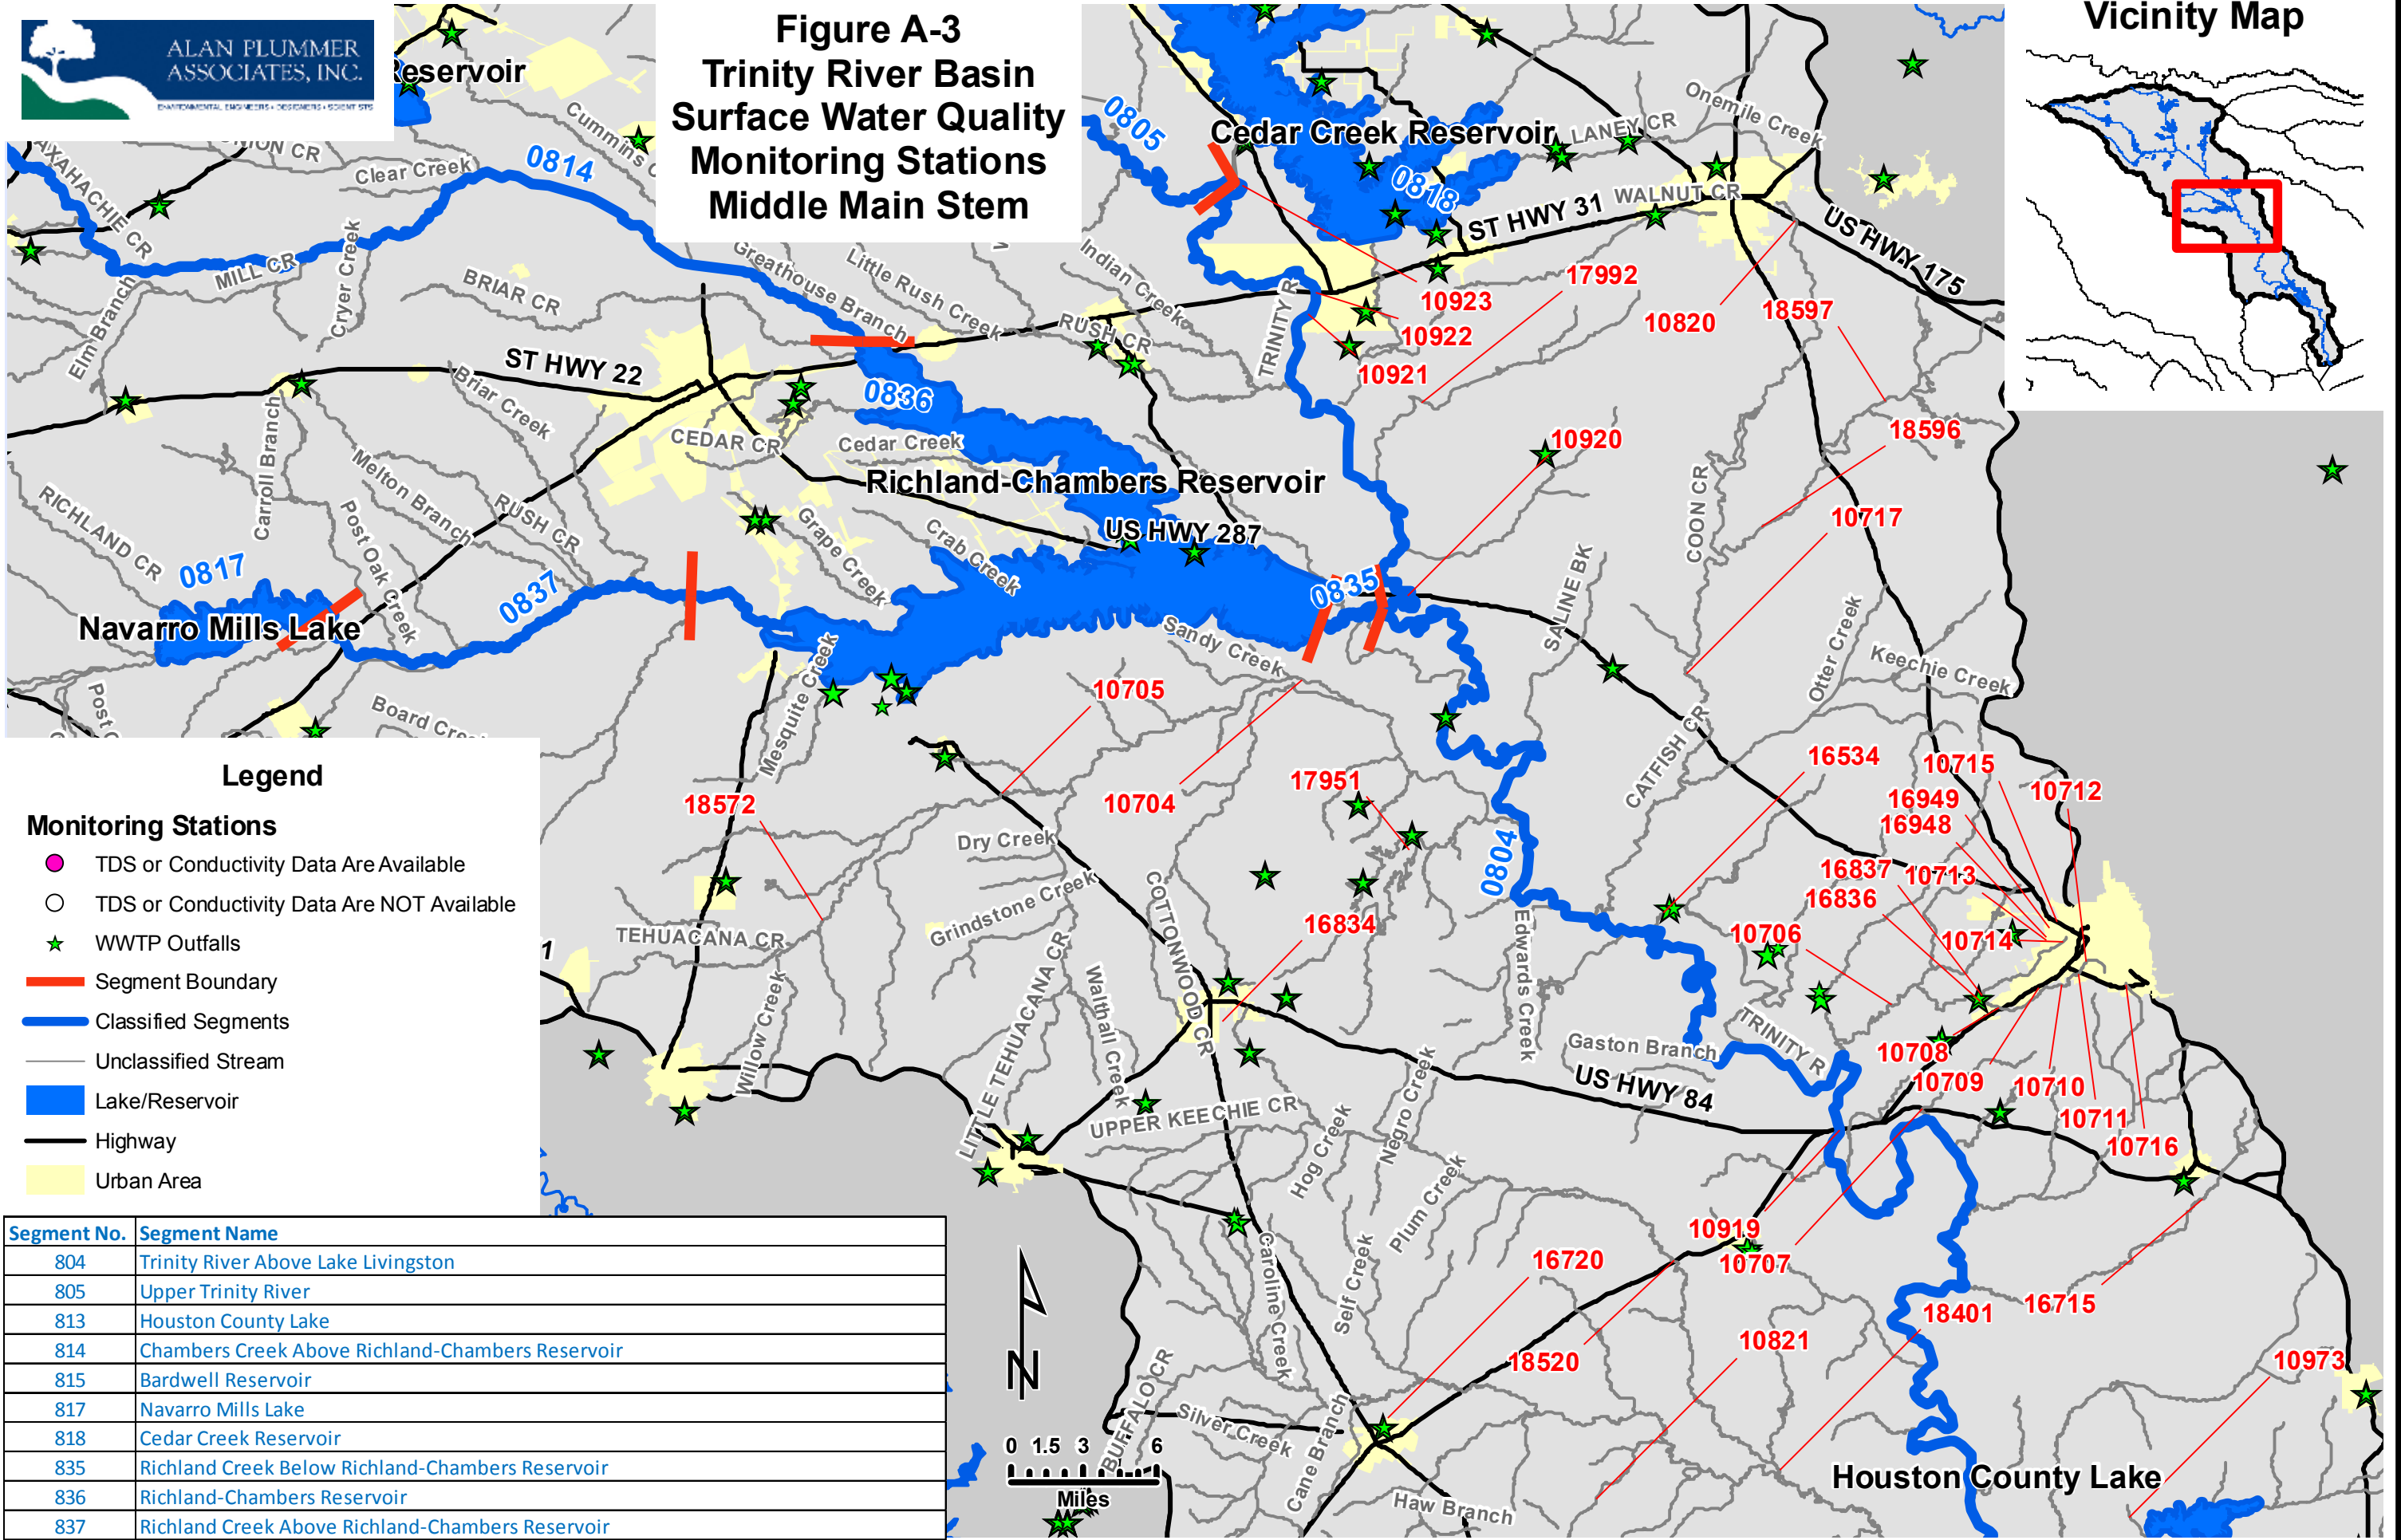 ALAN PLUMMER
ASSOCIATES, INC.
ENVIRONMENTAL ENGINEERS • DESIGNERS • SCIENTISTS
Figure A-3
Trinity River Basin
Surface Water Quality
Monitoring Stations
Middle Main Stem
Vicinity Map
Reservoir
Cummins
Clear Creek
0814
AXAHACHIE CR
MILL CR
Cryer Creek
Elm Branch
BRIAR CR
Greathouse Branch
Little Rush Creek
Indian Creek
RUSH CR
0805
Cedar Creek Reservoir
0818
LANEY CR
Onemile Creek
WALNUT CR
ST HWY 31
US HWY 175
TRINITY R
10923
10922
10921
17992
10820
18597
18596
ST HWY 22
0836
Briar Creek
Carroll Branch
CEDAR CR
Cedar Creek
Richland-Chambers Reservoir
10920
COON CR
10717
RICHLAND CR
Melton Branch
Post Oak Creek
RUSH CR
Grape Creek
Crab Creek
US HWY 287
0817
Navarro Mills Lake
0837
0835
Sandy Creek
SALINE BK
Otter Creek
Keechie Creek
Post
Board Cree
Mesquite Creek
10705
10704
17951
CATFISH CR
16534
10715
16949
16948
10712
16837
10713
16836
18572
Dry Creek
Grindstone Creek
0804
TEHUACANA CR
COTTONWOOD CR
16834
Edwards Creek
10706
10714
LITTLE TEHUACANA CR
Walthall Creek
Willow Creek
1
Gaston Branch
TRINITY R
10708
10709
10710
10711
10716
US HWY 84
UPPER KEECHIE CR
Hog Creek
Negro Creek
Plum Creek
Self Creek
Caroline Creek
10919
10707
16720
18520
10821
18401
16715
10973
BUFFALO CR
Silver Creek
Cane Branch
Haw Branch
Houston County Lake
N
0 1.5 3 6
Miles
Legend
Monitoring Stations
TDS or Conductivity Data Are Available
TDS or Conductivity Data Are NOT Available
WWTP Outfalls
Segment Boundary
Classified Segments
Unclassified Stream
Lake/Reservoir
Highway
Urban Area
Segment No. Segment Name
804 Trinity River Above Lake Livingston
805 Upper Trinity River
813 Houston County Lake
814 Chambers Creek Above Richland-Chambers Reservoir
815 Bardwell Reservoir
817 Navarro Mills Lake
818 Cedar Creek Reservoir
835 Richland Creek Below Richland-Chambers Reservoir
836 Richland-Chambers Reservoir
837 Richland Creek Above Richland-Chambers Reservoir